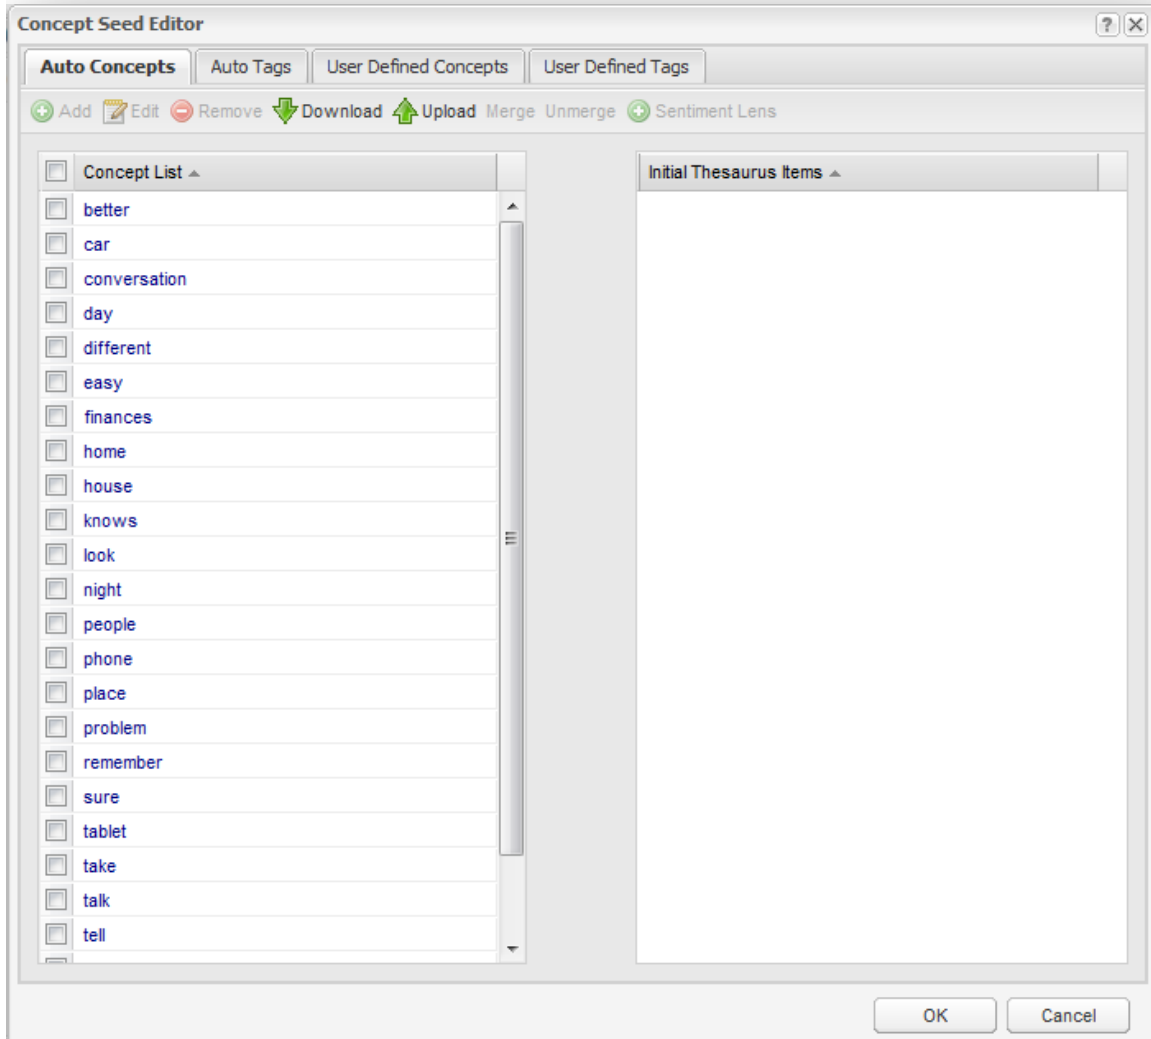 Concept Seed Editor
Auto Concepts Auto Tags User Defined Concepts User Defined Tags
Add Edit Remove Download Upload Merge Unmerge Sentiment Lens
Concept List Initial Thesaurus Items
better
car
conversation
day
different
easy
finances
home
house
knows
look
night
people
phone
place
problem
remember
sure
tablet
take
talk
tell
OK Cancel